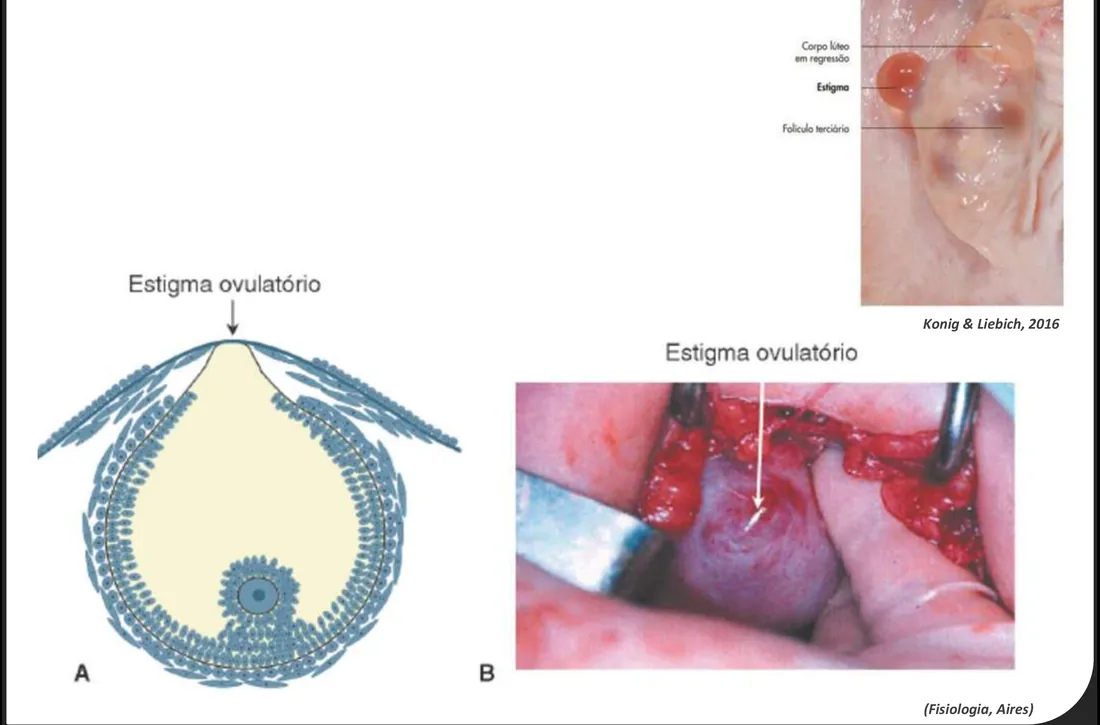 Corpo lúteo
em regressão
Estigma
Folículo terciário
Konig & Liebich, 2016
Estigma ovulatório
Estigma ovulatório
A
B
(Fisiologia, Aires)